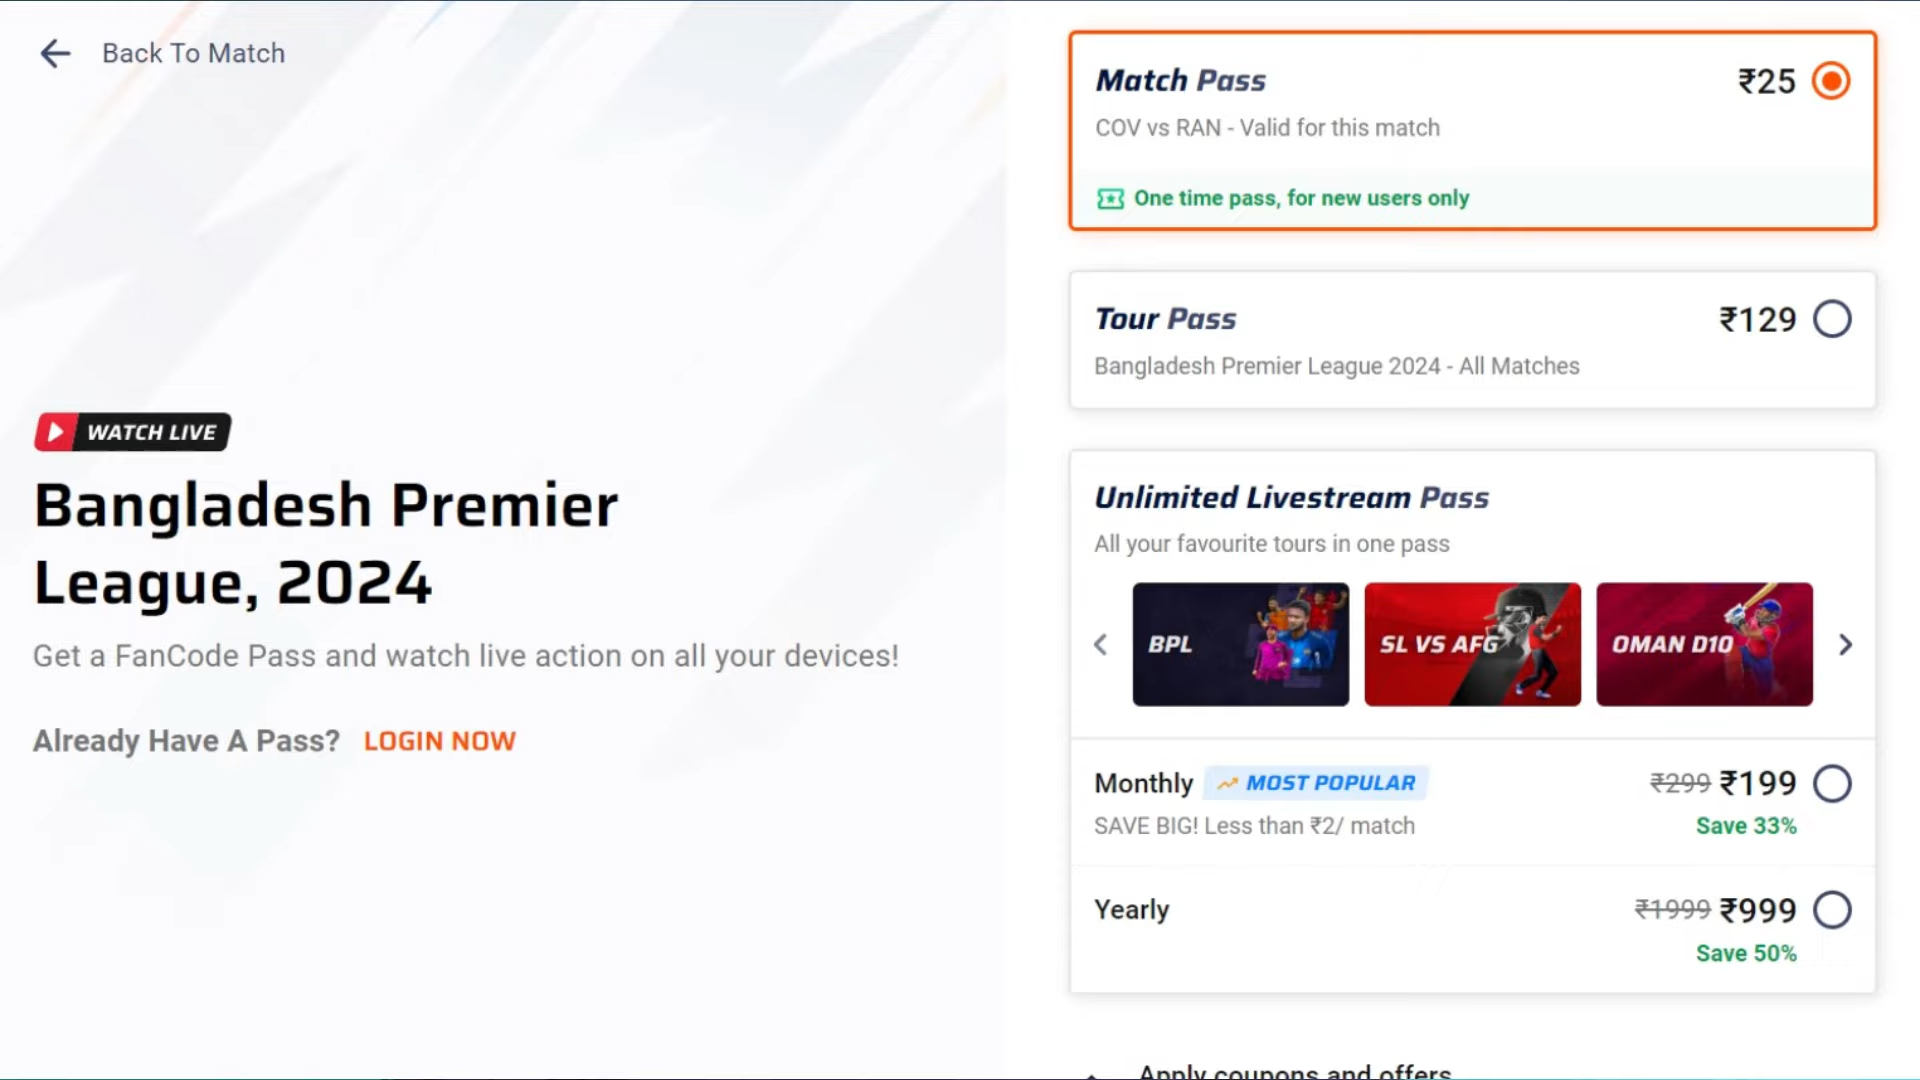 Back To Match
WATCH LIVE
Bangladesh Premier
League, 2024
Get a FanCode Pass and watch live action on all your devices!
Already Have A Pass? LOGIN NOW
Match Pass ₹25
COV vs RAN - Valid for this match
One time pass, for new users only
Tour Pass ₹129
Bangladesh Premier League 2024 - All Matches
Unlimited Livestream Pass
All your favourite tours in one pass
BPL
SL VS AFG
OMAN D10
Monthly MOST POPULAR ₹299 ₹199
SAVE BIG! Less than ₹2/ match Save 33%
Yearly ₹1999 ₹999
Save 50%
Apply coupons and offers